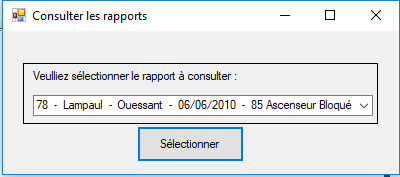 Consulter les rapports
Veulliez sélectionner le rapport à consulter :
78 - Lampaul - Ouessant - 06/06/2010 - 85 Ascenseur Bloqué
Sélectionner